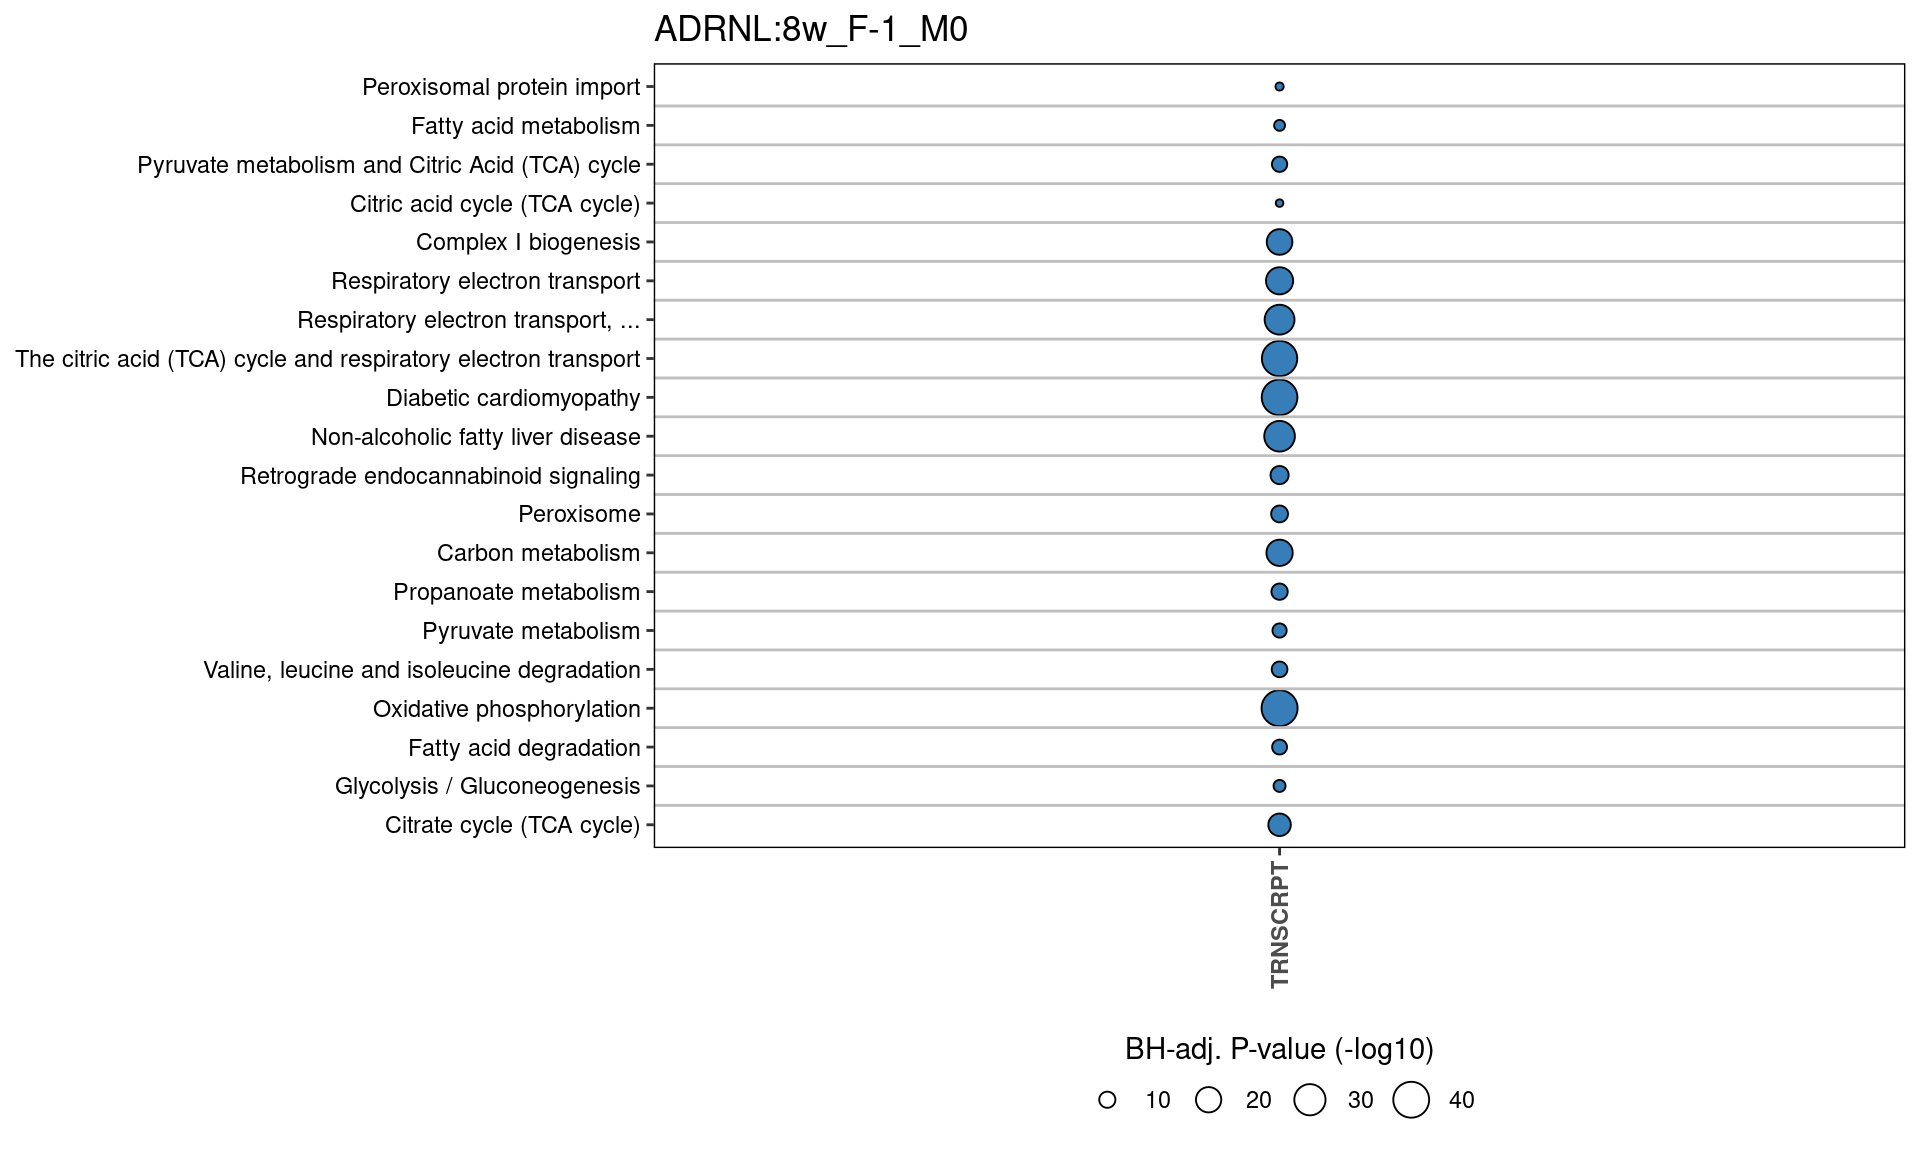 ADRNL:8w_F-1_M0
Peroxisomal protein import
Fatty acid metabolism
Pyruvate metabolism and Citric Acid (TCA) cycle
Citric acid cycle (TCA cycle)
Complex I biogenesis
Respiratory electron transport
Respiratory electron transport, ...
The citric acid (TCA) cycle and respiratory electron transport
Diabetic cardiomyopathy
Non-alcoholic fatty liver disease
Retrograde endocannabinoid signaling
Peroxisome
Carbon metabolism
Propanoate metabolism
Pyruvate metabolism
Valine, leucine and isoleucine degradation
Oxidative phosphorylation
Fatty acid degradation
Glycolysis / Gluconeogenesis
Citrate cycle (TCA cycle)
TRNSCRPT
BH-adj. P-value (-log10)
10 20 30 40